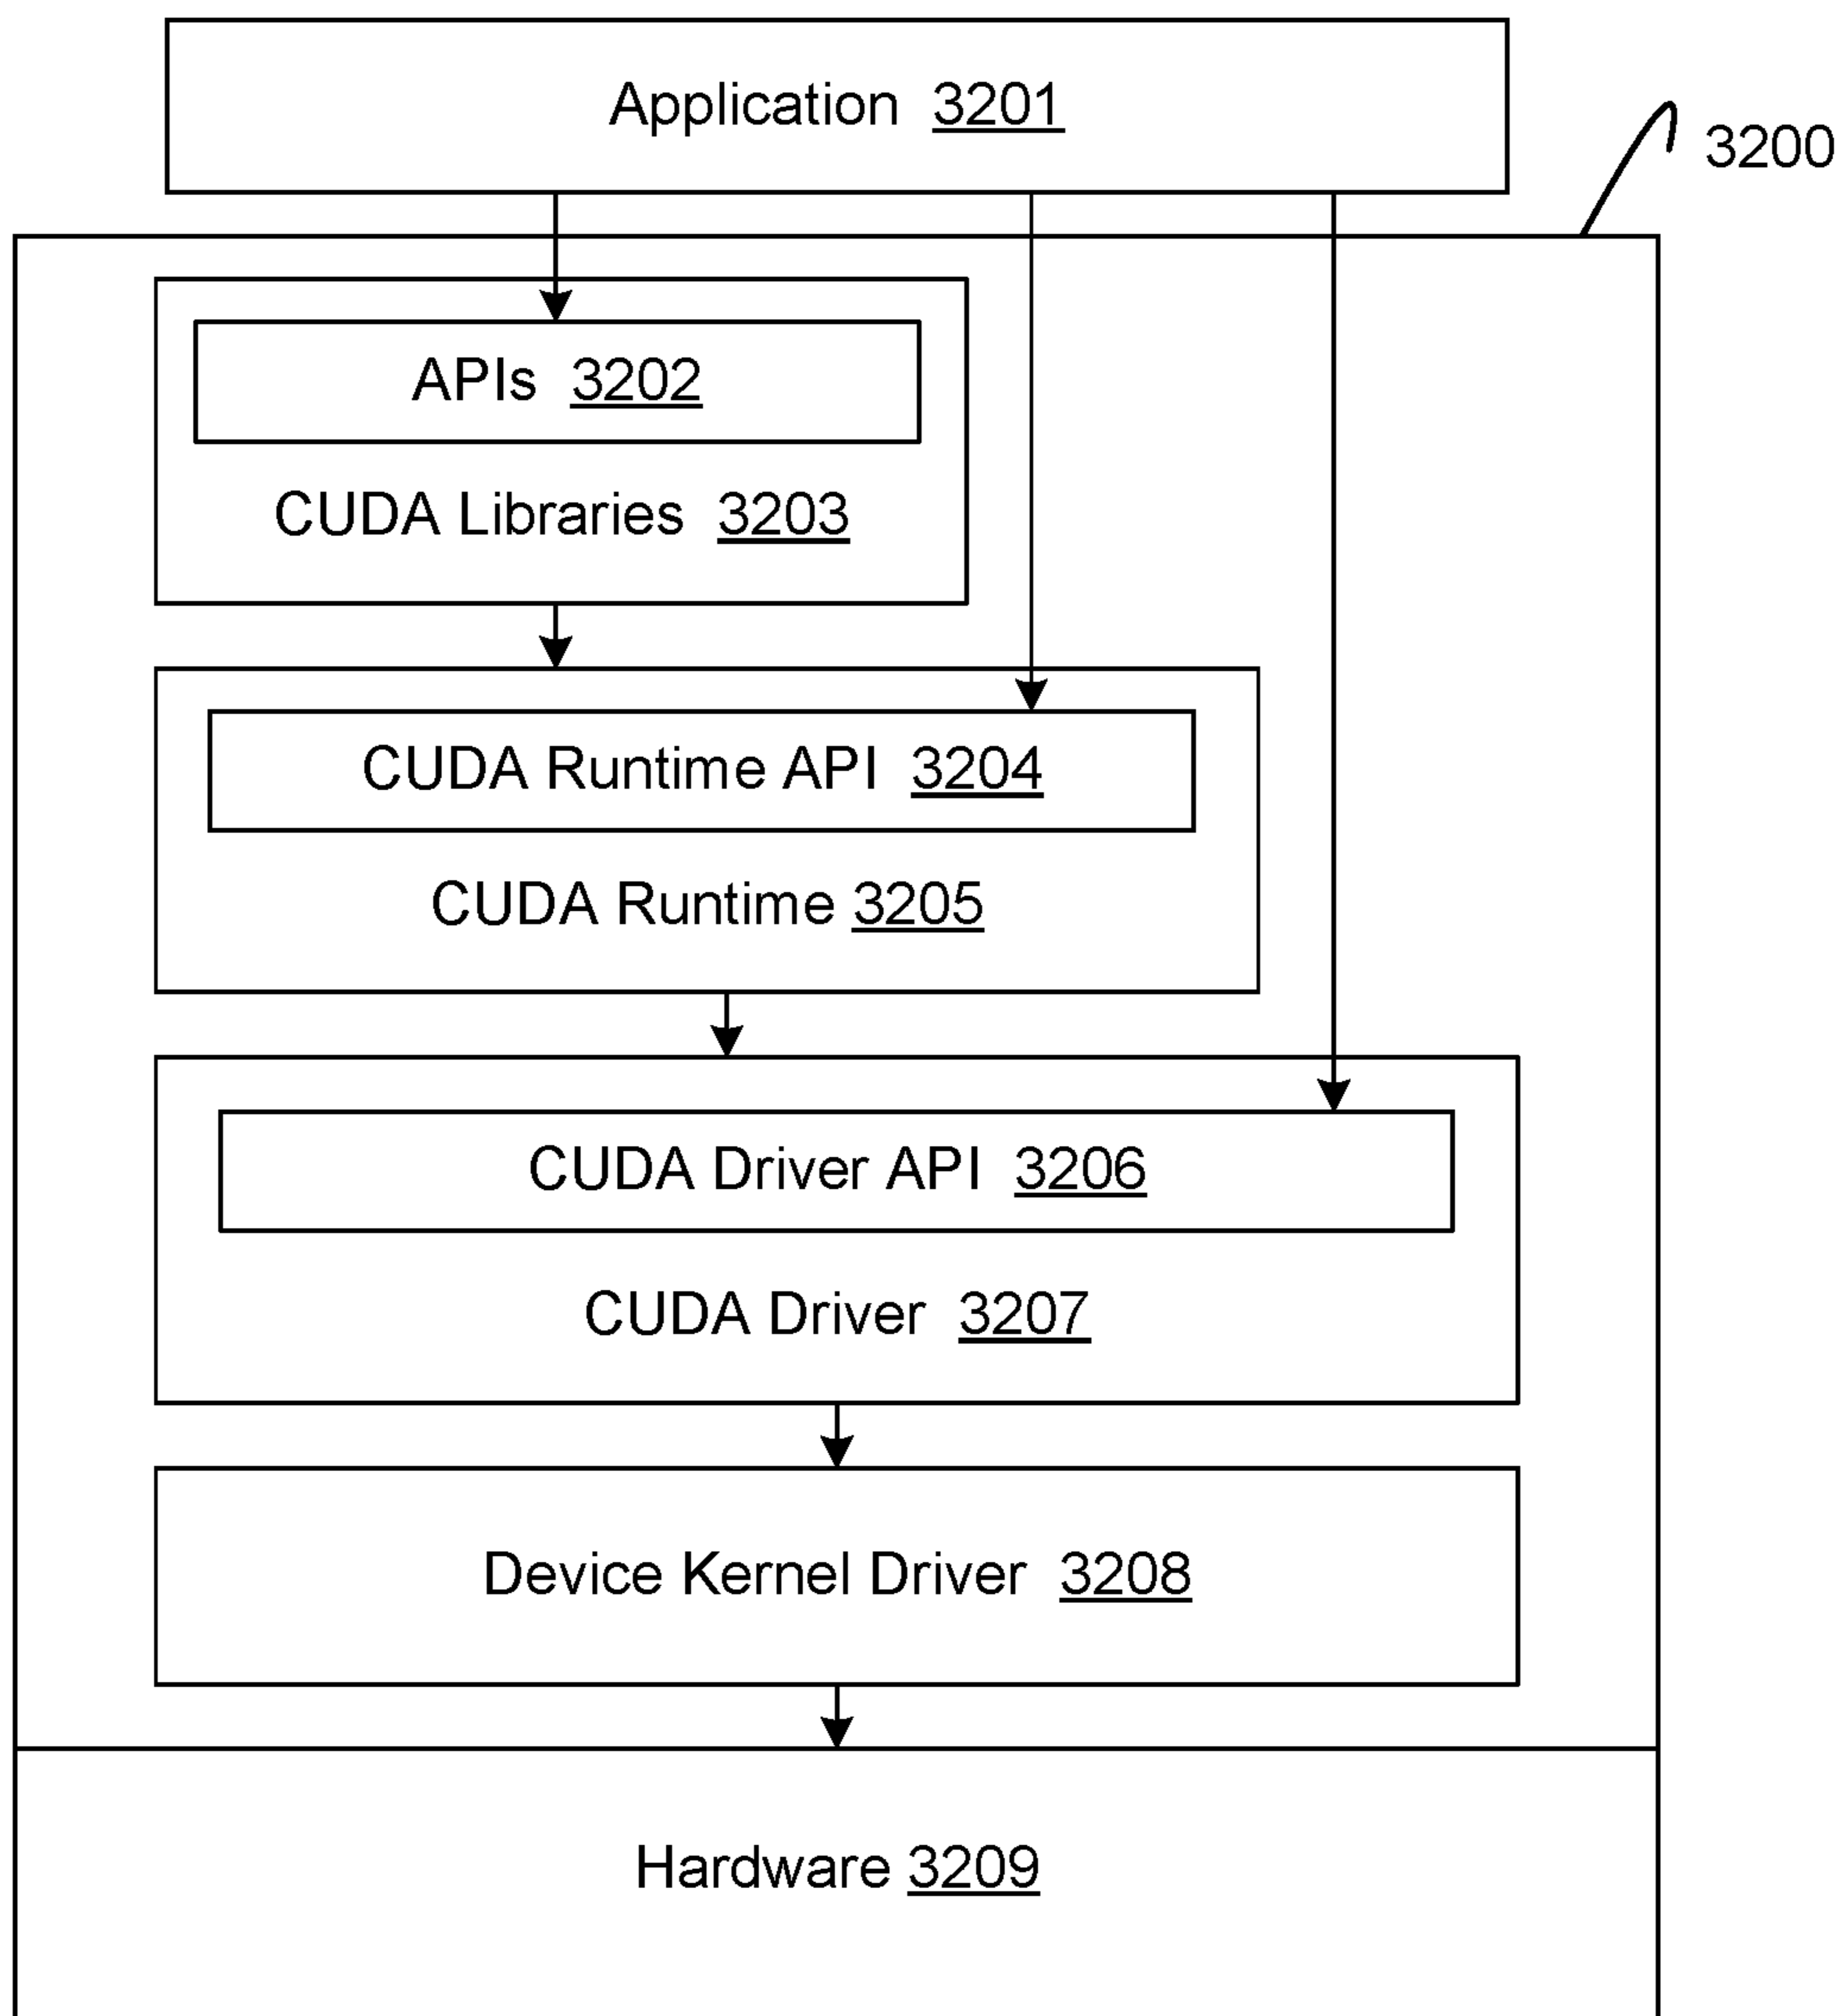 Application 3201
3200
APIs 3202
CUDA Libraries 3203
CUDA Runtime API 3204
CUDA Runtime 3205
CUDA Driver API 3206
CUDA Driver 3207
Device Kernel Driver 3208
Hardware 3209